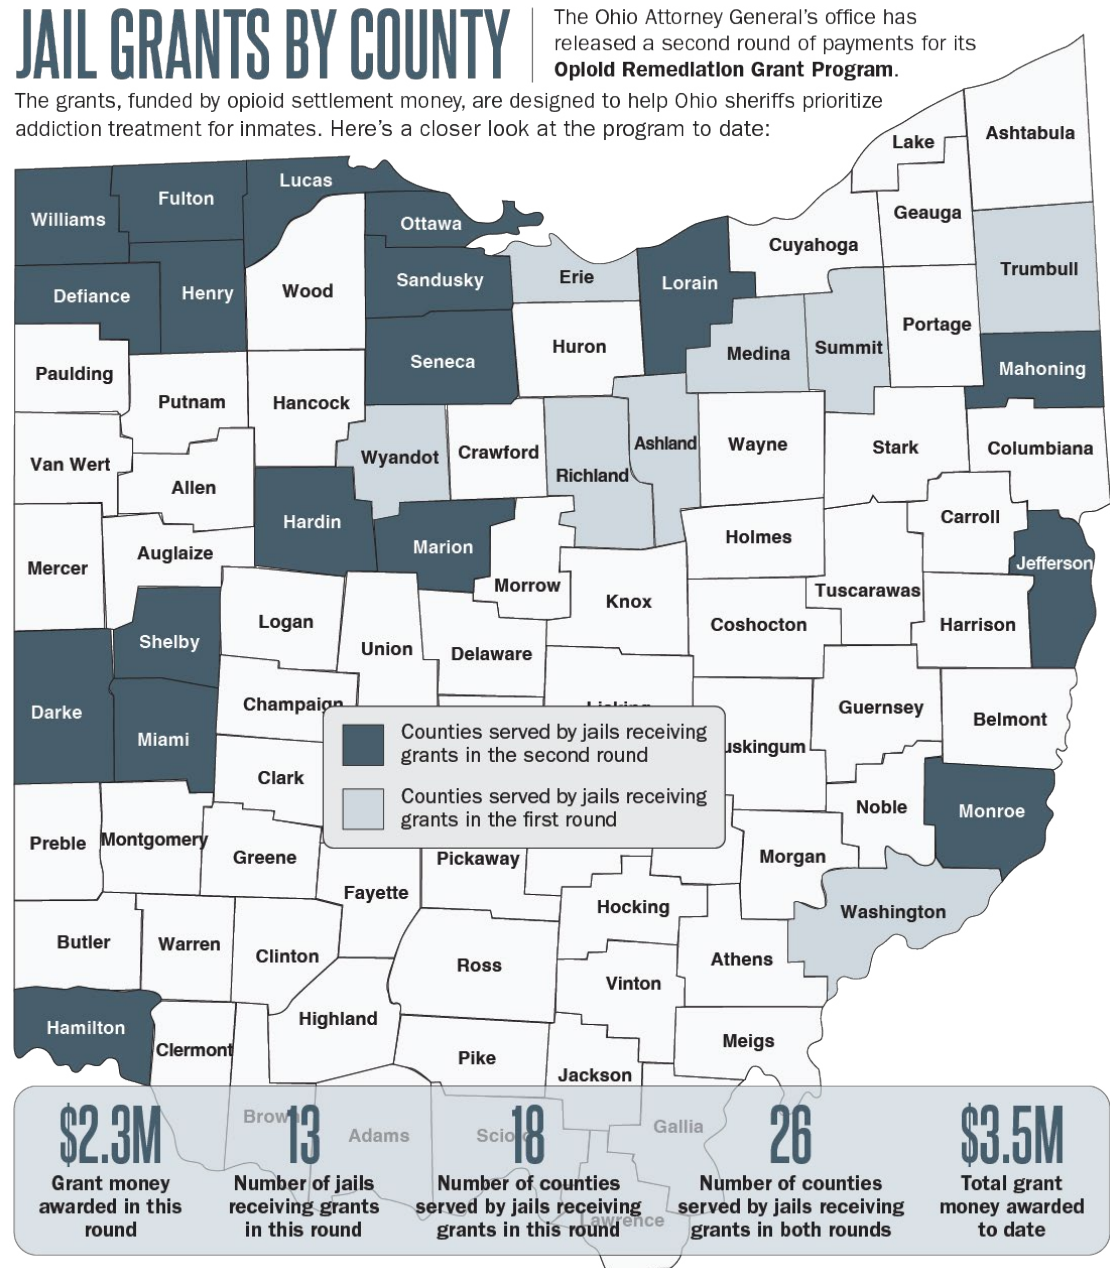 JAIL GRANTS BY COUNTY
The Ohio Attorney General's office has
released a second round of payments for its
Opioid Remediation Grant Program.
The grants, funded by opioid settlement money, are designed to help Ohio sheriffs prioritize
addiction treatment for inmates. Here's a closer look at the program to date:
Lake
Ashtabula
Williams
Fulton
Lucas
Ottawa
Geauga
Cuyahoga
Defiance
Henry
Wood
Sandusky
Erie
Lorain
Trumbull
Portage
Paulding
Putnam
Hancock
Seneca
Huron
Medina
Summit
Mahoning
Van Wert
Allen
Wyandot
Crawford
Richland
Ashland
Wayne
Stark
Columbiana
Mercer
Auglaize
Hardin
Marion
Morrow
Knox
Holmes
Tuscarawas
Carroll
Jefferson
Shelby
Logan
Union
Delaware
Coshocton
Harrison
Darke
Miami
Champaign
Guernsey
Belmont
uskingum
Clark
Counties served by jails receiving
grants in the second round
Counties served by jails receiving
grants in the first round
Noble
Monroe
Preble
Montgomery
Greene
Fayette
Pickaway
Morgan
Hocking
Washington
Butler
Warren
Clinton
Ross
Vinton
Athens
Hamilton
Clermont
Highland
Pike
Jackson
Meigs
Brown
Adams
Scioto
Gallia
Lawrence
$2.3M
Grant money
awarded in this
round
13
Number of jails
receiving grants
in this round
18
Number of counties
served by jails receiving
grants in this round
26
Number of counties
served by jails receiving
grants in both rounds
$3.5M
Total grant
money awarded
to date